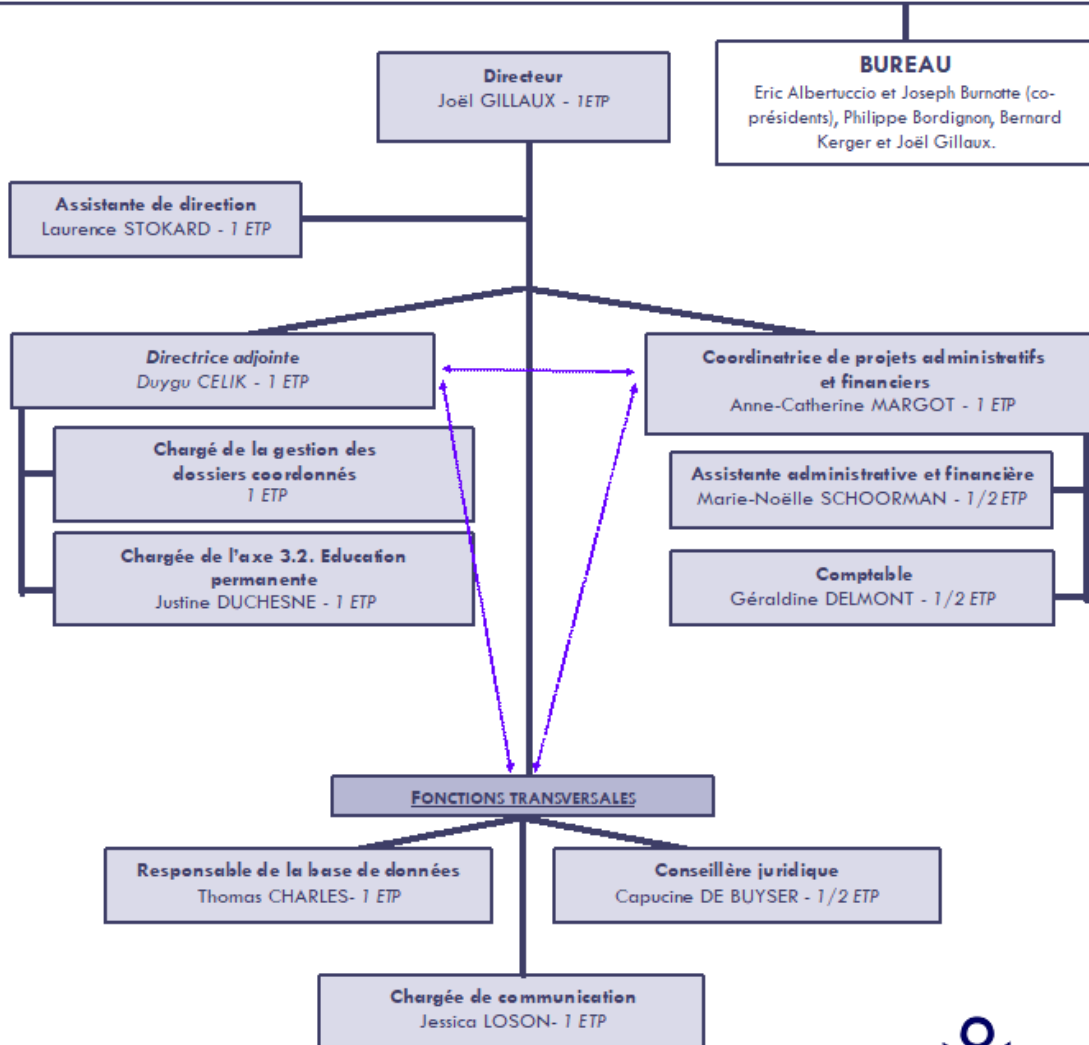 Directeur
Joël GILLAUX - 1ETP
BUREAU
Eric Albertuccio et Joseph Burnotte (co-
présidents), Philippe Bordignon, Bernard
Kerger et Joël Gillaux.
Assistante de direction
Laurence STOKARD - 1 ETP
Directrice adjointe
Duygu CELIK - 1 ETP
Coordinatrice de projets administratifs
et financiers
Anne-Catherine MARGOT - 1 ETP
Chargé de la gestion des
dossiers coordonnés
1 ETP
Assistante administrative et financière
Marie-Noëlle SCHOORMAN - 1/2 ETP
Chargée de l'axe 3.2. Education
permanente
Justine DUCHESNE - 1 ETP
Comptable
Géraldine DELMONT - 1/2 ETP
FONCTIONS TRANSVERSALES
Responsable de la base de données
Thomas CHARLES- 1 ETP
Conseillère juridique
Capucine DE BUYSER - 1/2 ETP
Chargée de communication
Jessica LOSON- 1 ETP